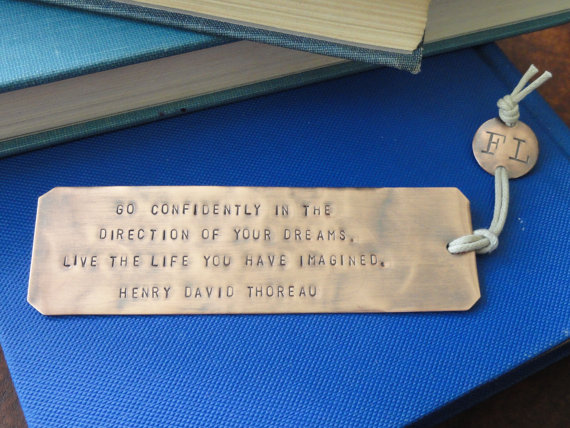 GO CONFIDENTLY IN THE
DIRECTION OF YOUR DREAMS.
LIVE THE LIFE YOU HAVE IMAGINED.
HENRY DAVID THOREAU
FL